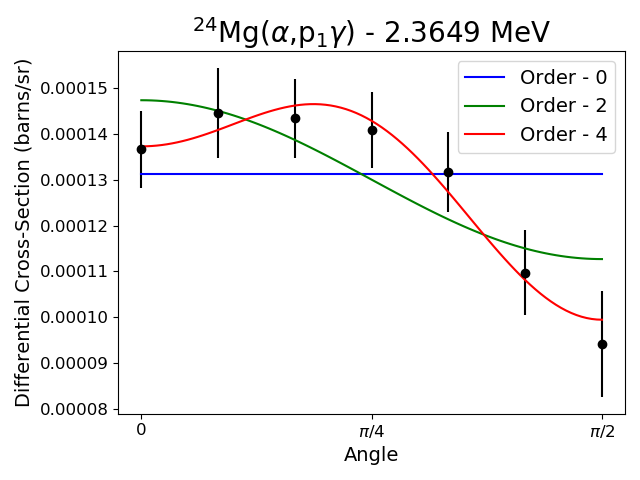 ²⁴Mg(α,p₁γ) - 2.3649 MeV
Differential Cross-Section (barns/sr)
0.00015
0.00014
0.00013
0.00012
0.00011
0.00010
0.00009
0.00008
Order - 0
Order - 2
Order - 4
0
π/4
π/2
Angle